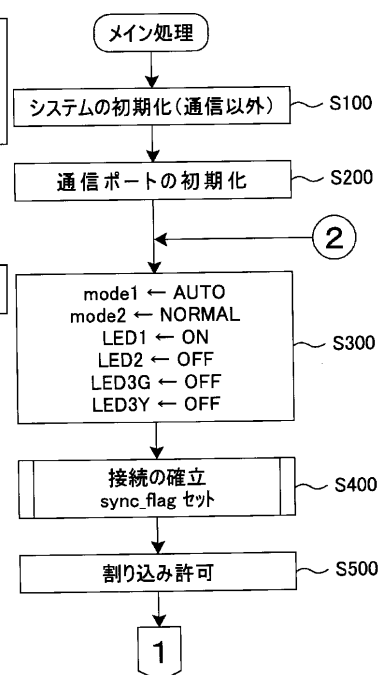 メイン処理
システムの初期化(通信以外)
S100
通信ポートの初期化
S200
2
mode1 ← AUTO
mode2 ← NORMAL
LED1 ← ON
LED2 ← OFF
LED3G ← OFF
LED3Y ← OFF
S300
接続の確立
sync_flag セット
S400
割り込み許可
S500
1